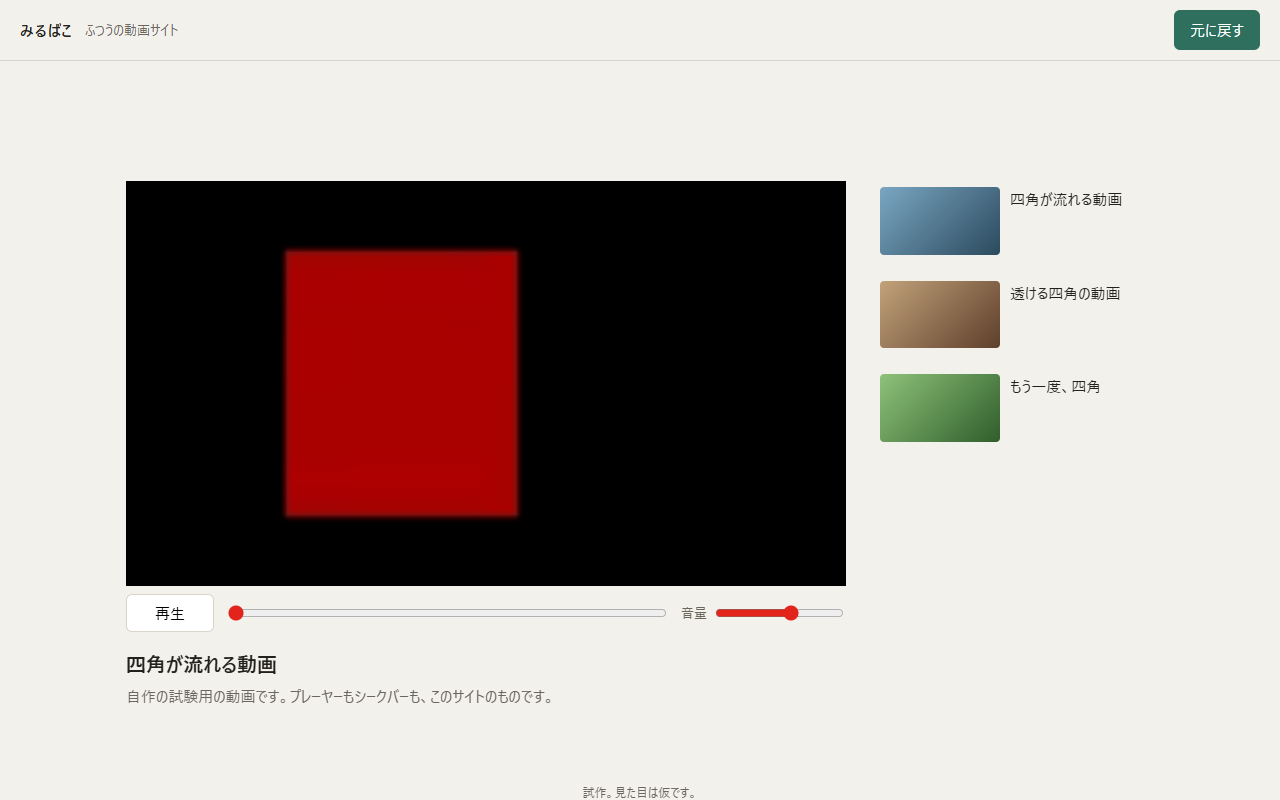 みるばこ ふつうの動画サイト
元に戻す
四角が流れる動画
透ける四角の動画
もう一度、四角
再生
音量
四角が流れる動画
自作の試験用の動画です。プレーヤーもシークバーも、このサイトのものです。
試作。見た目は仮です。